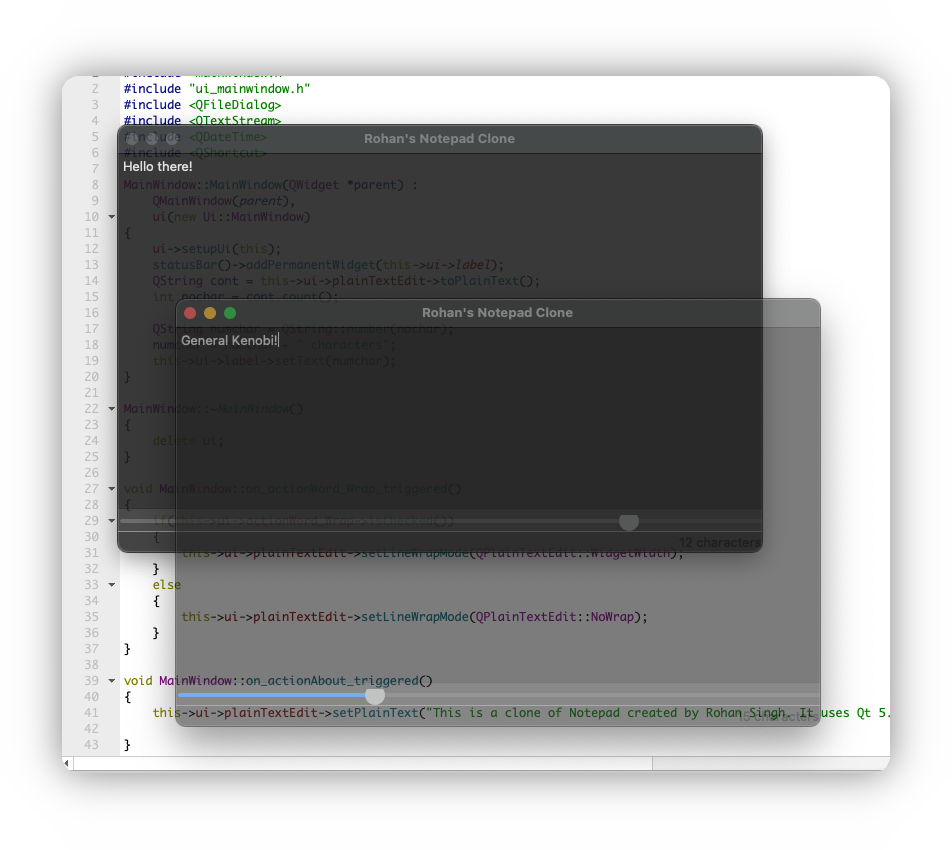 2 #include "ui_mainwindow.h"
3 #include <QFileDialog>
4 #include <QTextStream>
5 #include <QDateTime>
6 #include <QShortcut>
7
8 MainWindow::MainWindow(QWidget *parent) :
9 QMainWindow(parent),
10 ui(new Ui::MainWindow)
11 {
12 ui->setupUi(this);
13 statusBar()->addPermanentWidget(this->ui->label);
14 QString cont = this->ui->plainTextEdit->toPlainText();
15 int nochar = cont.count();
16
17 QString numchar = QString::number(nochar);
18 characters";
19 this->ui->label->setText(numchar);
20 }
21
22 MainWindow::~MainWindow()
23 {
24 delete ui;
25 }
26
27 void MainWindow::on_actionWord_Wrap_triggered()
28 {
29 if(this->ui->actionWord_Wrap->isChecked())
30 {
31 this->ui->plainTextEdit->setLineWrapMode(QPlainTextEdit::WidgetWidth);
32 }
33 else
34 {
35 this->ui->plainTextEdit->setLineWrapMode(QPlainTextEdit::NoWrap);
36 }
37 }
38
39 void MainWindow::on_actionAbout_triggered()
40 {
41 this->ui->plainTextEdit->setPlainText("This is a clone of Notepad created by Rohan Singh. It uses Qt 5.
42
43 }
Rohan's Notepad Clone
Hello there!
12 characters
Rohan's Notepad Clone
General Kenobi!
15 characters